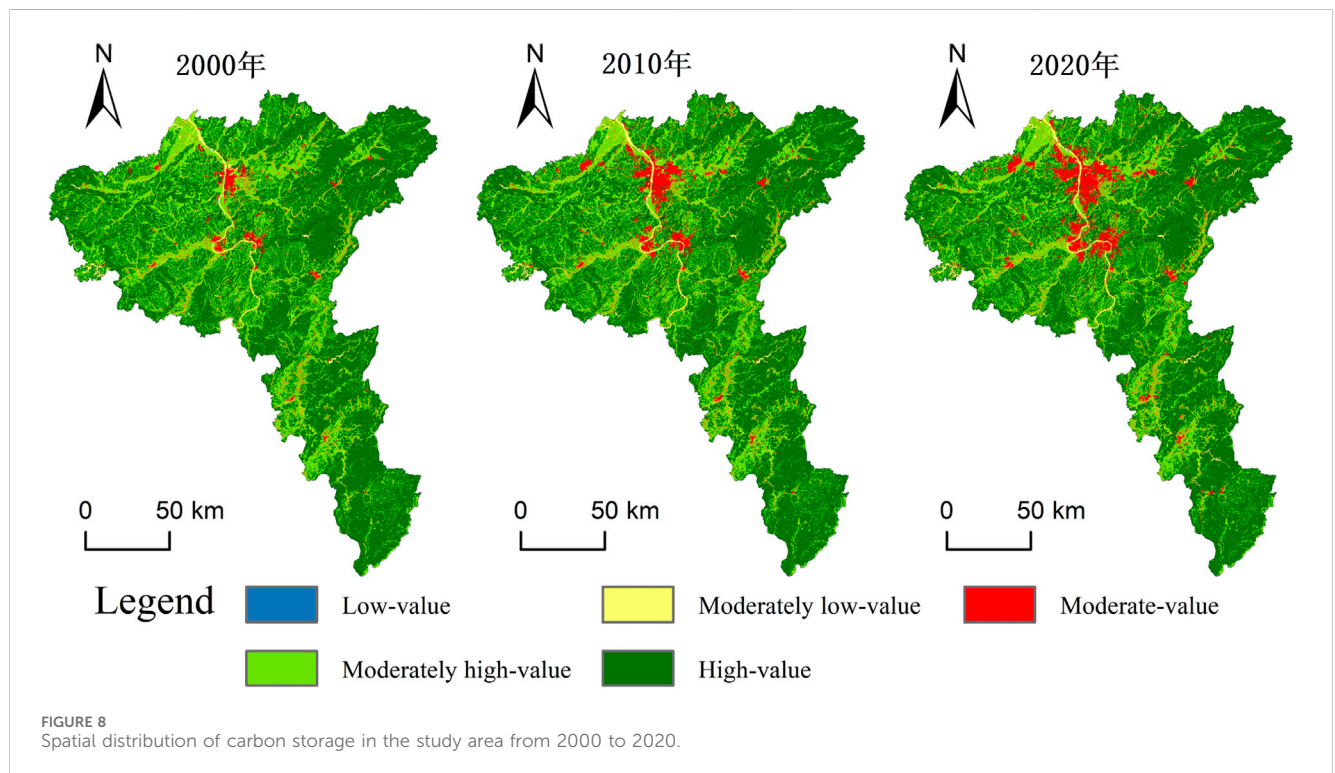 N
2000年
N
2010年
N
2020年
0 50 km
0 50 km
0 50 km
Legend
Low-value
Moderately low-value
Moderate-value
Moderately high-value
High-value
FIGURE 8
Spatial distribution of carbon storage in the study area from 2000 to 2020.